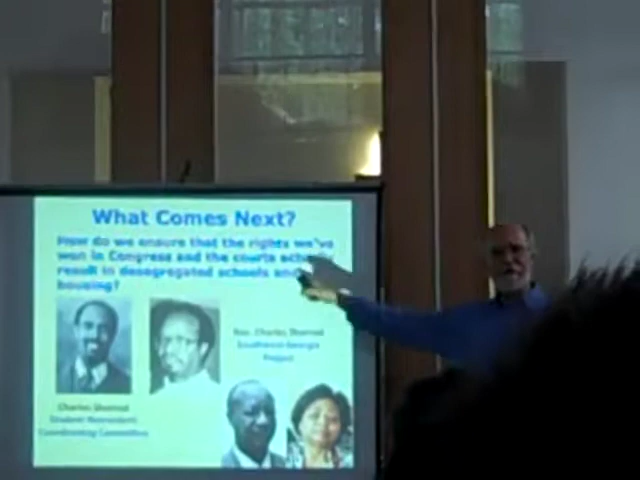 What Comes Next?
How do we ensure that the rights we've
won in Congress and the courts actually
result in desegregated schools and
housing?
Rev. Charles Sherrod
Southwest Georgia
Project
Charles Sherrod
Student Nonviolent
Coordinating Committee